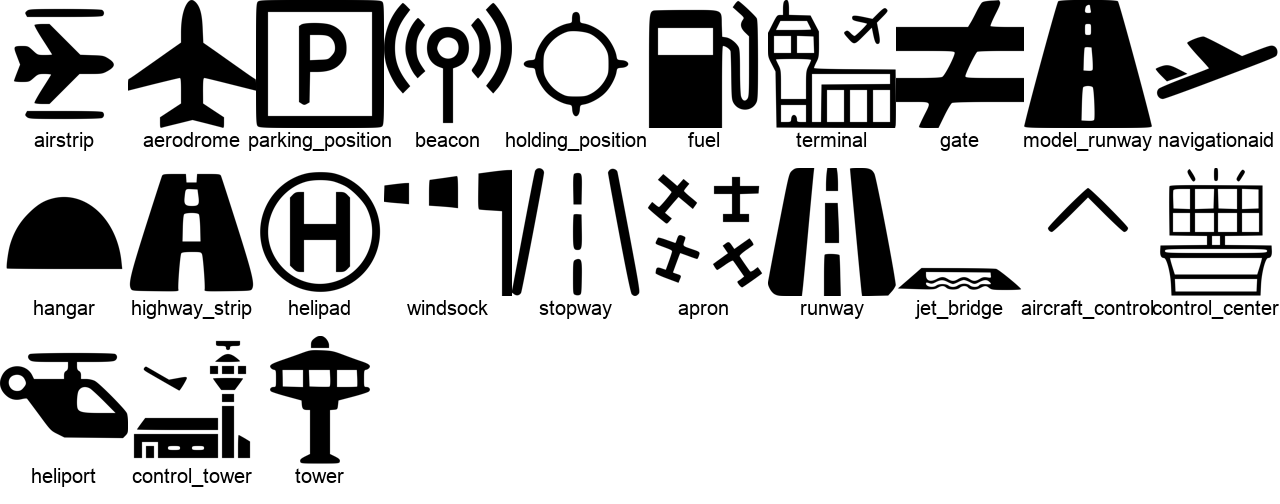 P
airstrip aerodrome parking_position beacon holding_position fuel terminal gate model_runway navigationaid
H
hangar highway_strip helipad windsock stopway apron runway jet_bridge aircraft_control control_center
heliport control_tower tower